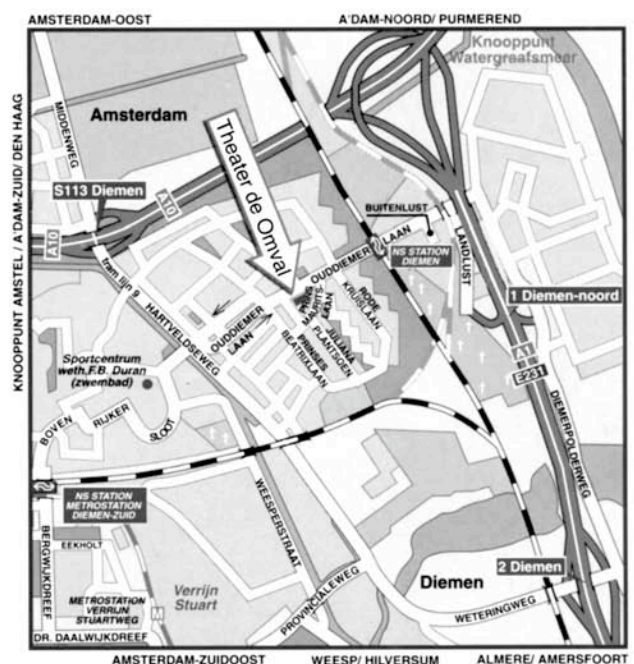 AMSTERDAM-OOST
A'DAM-NOORD/ PURMEREND
Knooppunt
Watergraafsmeer
MIDDENWEG
Amsterdam
Theater de Omval
S113 Diemen
A10
A10
BUITENLUST
LANDLUST
NS STATION
DIEMEN
OUDDIEMER
LAAN
1 Diemen-noord
KNOOPPUNT AMSTEL / A'DAM-ZUID/ DEN HAAG
tram lijn 9
HARTVELDSEWEG
PRINS
MAURITS-
LAAN
RODE
KRUISLAAN
OUDDIEMER
LAAN
JULIANA
PLANTSOEN
PRINSES
BEATRIXLAAN
A1
E231
Sportcentrum
weth.F.B. Duran
(zwembad)
DIEMERPOLDERWEG
BOVEN
RIJKER
SLOOT
NS STATION
METROSTATION
DIEMEN-ZUID
WEESPERSTRAAT
BERGWIJKDREEF
EEKHOLT
2 Diemen
Verrijn
Stuart
Diemen
PROVINCIALEWEG
WETERINGWEG
METROSTATION
VERRIJN
STUARTWEG
M
DR. DAALWIJKDREEF
AMSTERDAM-ZUIDOOST
WEESP/ HILVERSUM
ALMERE/ AMERSFOORT